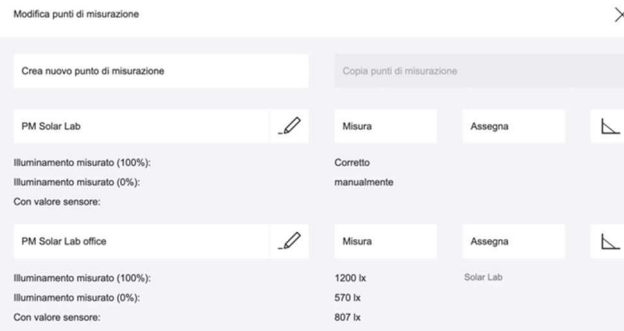 Modifica punti di misurazione
Crea nuovo punto di misurazione
Copia punti di misurazione
PM Solar Lab
Misura
Assegna
Illuminamento misurato (100%):
Corretto
Illuminamento misurato (0%):
manualmente
Con valore sensore:
PM Solar Lab office
Misura
Assegna
Illuminamento misurato (100%):
1200 lx
Solar Lab
Illuminamento misurato (0%):
570 lx
Con valore sensore:
807 lx